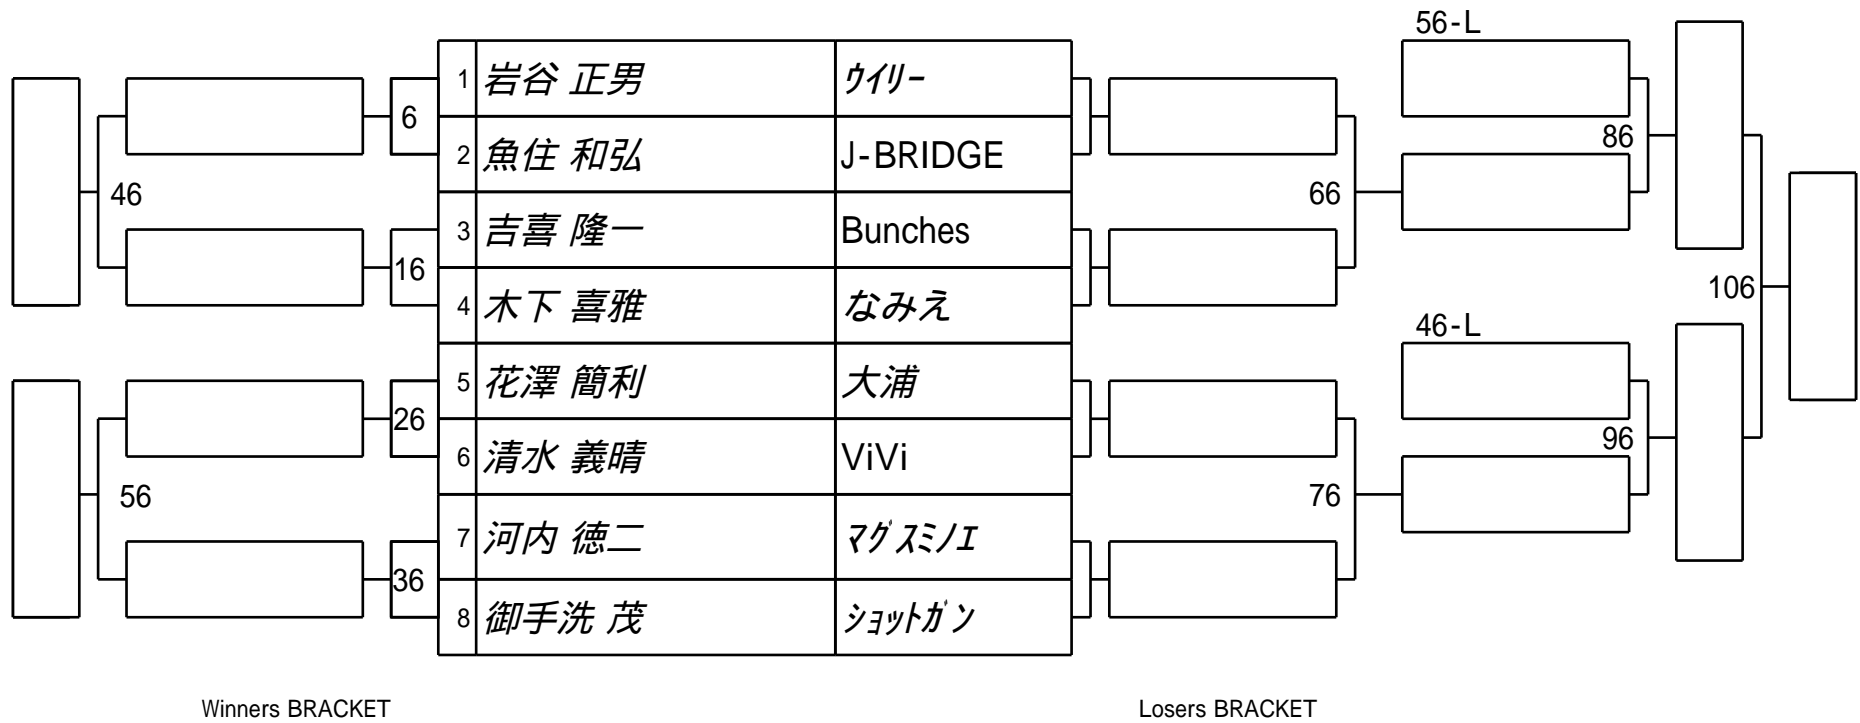 56-L
1 岩谷 正男 ｳｲﾘｰ
6
86
2 魚住 和弘 J-BRIDGE
46
66
3 吉喜 隆一 Bunches
16
106
4 木下 喜雅 なみえ
46-L
5 花澤 簡利 大浦
26
96
6 清水 義晴 ViVi
56
76
7 河内 徳二 ﾏｸﾞｽﾐﾉｴ
36
8 御手洗 茂 ｼｮｯﾄｶﾞﾝ
Winners BRACKET
Losers BRACKET